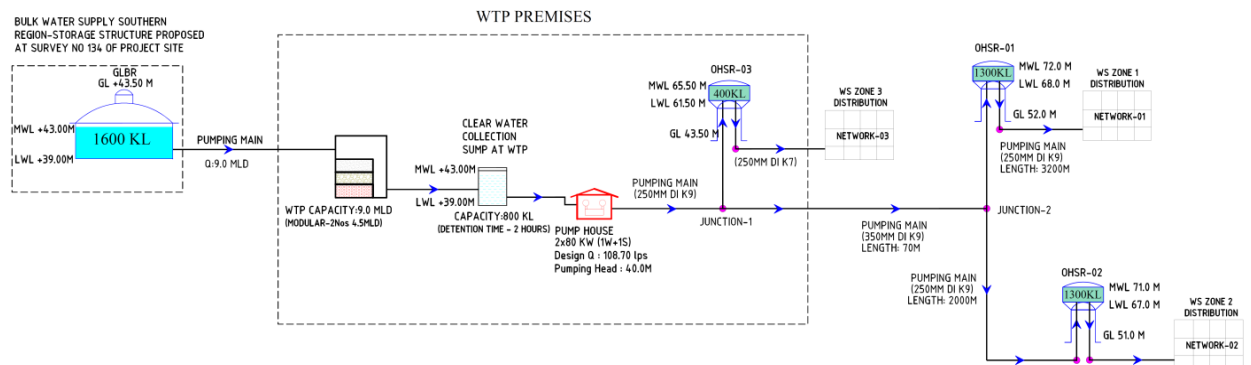 WTP PREMISES
BULK WATER SUPPLY SOUTHERN
REGION-STORAGE STRUCTURE PROPOSED
AT SURVEY NO 134 OF PROJECT SITE
GLBR
GL +43.50 M
MWL +43.00M
1600 KL
LWL +39.00M
PUMPING MAIN
Q:9.0 MLD
WTP CAPACITY:9.0 MLD
(MODULAR-2Nos 4.5MLD)
CLEAR WATER
COLLECTION
SUMP AT WTP
MWL +43.00M
LWL +39.00M
CAPACITY:800 KL
(DETENTION TIME - 2 HOURS)
PUMP HOUSE
2x80 KW (1W+1S)
Design Q : 108.70 lps
Pumping Head : 40.0M
PUMPING MAIN
(250MM DI K9)
JUNCTION-1
OHSR-03
MWL 65.50 M
400KL
LWL 61.50 M
GL 43.50 M
(250MM DI K7)
WS ZONE 3
DISTRIBUTION
NETWORK-03
PUMPING MAIN
(350MM DI K9)
LENGTH: 70M
JUNCTION-2
OHSR-01
MWL 72.0 M
1300KL
LWL 68.0 M
GL 52.0 M
PUMPING MAIN
(250MM DI K9)
LENGTH: 3200M
WS ZONE 1
DISTRIBUTION
NETWORK-01
PUMPING MAIN
(250MM DI K9)
LENGTH: 2000M
OHSR-02
MWL 71.0 M
1300KL
LWL 67.0 M
GL 51.0 M
WS ZONE 2
DISTRIBUTION
NETWORK-02